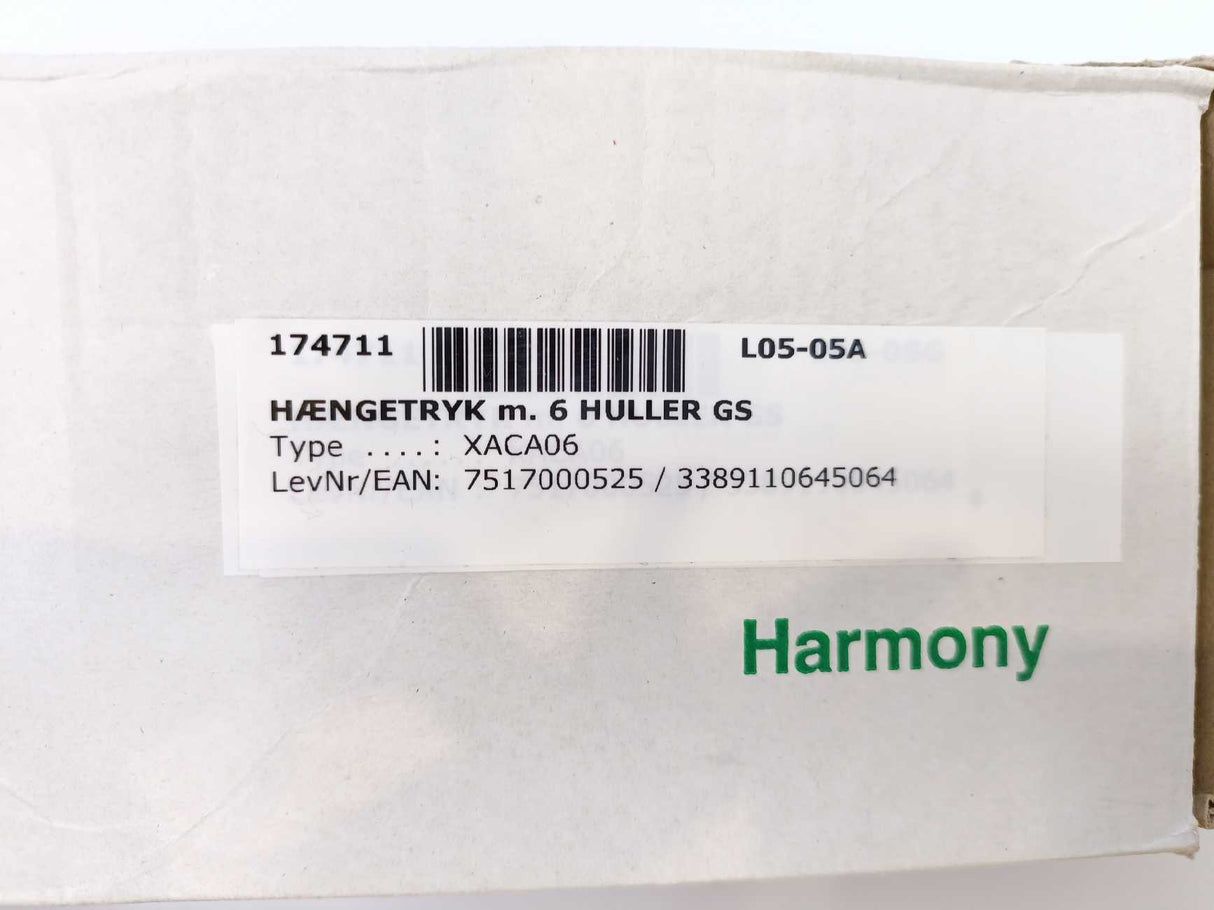 174711 L05-05A
HÆNGETRYK m. 6 HULLER GS
Type ....: XACA06
LevNr/EAN: 7517000525 / 3389110645064
Harmony